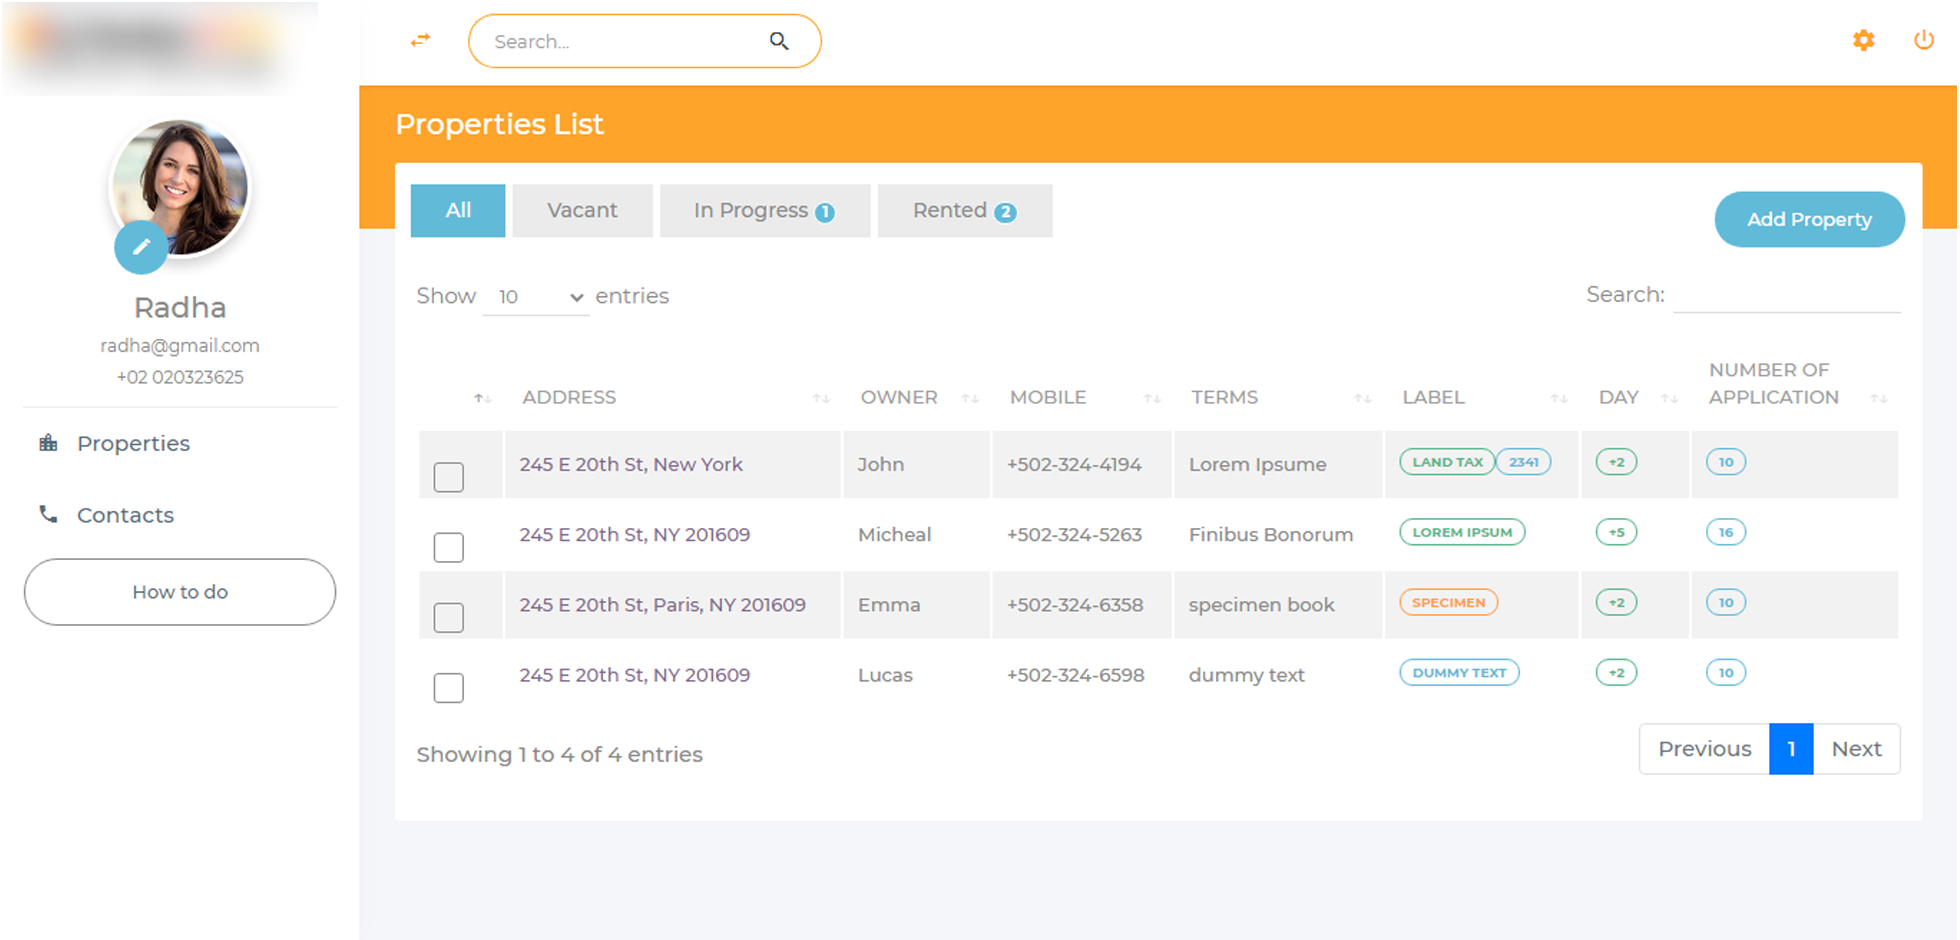 Search...
Radha
radha@gmail.com
+02 020323625
Properties
Contacts
How to do
Properties List
All Vacant In Progress 1 Rented 2
Add Property
Show 10 entries
Search:
ADDRESS OWNER MOBILE TERMS LABEL DAY NUMBER OF APPLICATION
245 E 20th St, New York John +502-324-4194 Lorem Ipsume LAND TAX 2341 +2 10
245 E 20th St, NY 201609 Micheal +502-324-5263 Finibus Bonorum LOREM IPSUM +5 16
245 E 20th St, Paris, NY 201609 Emma +502-324-6358 specimen book SPECIMEN +2 10
245 E 20th St, NY 201609 Lucas +502-324-6598 dummy text DUMMY TEXT +2 10
Showing 1 to 4 of 4 entries
Previous 1 Next